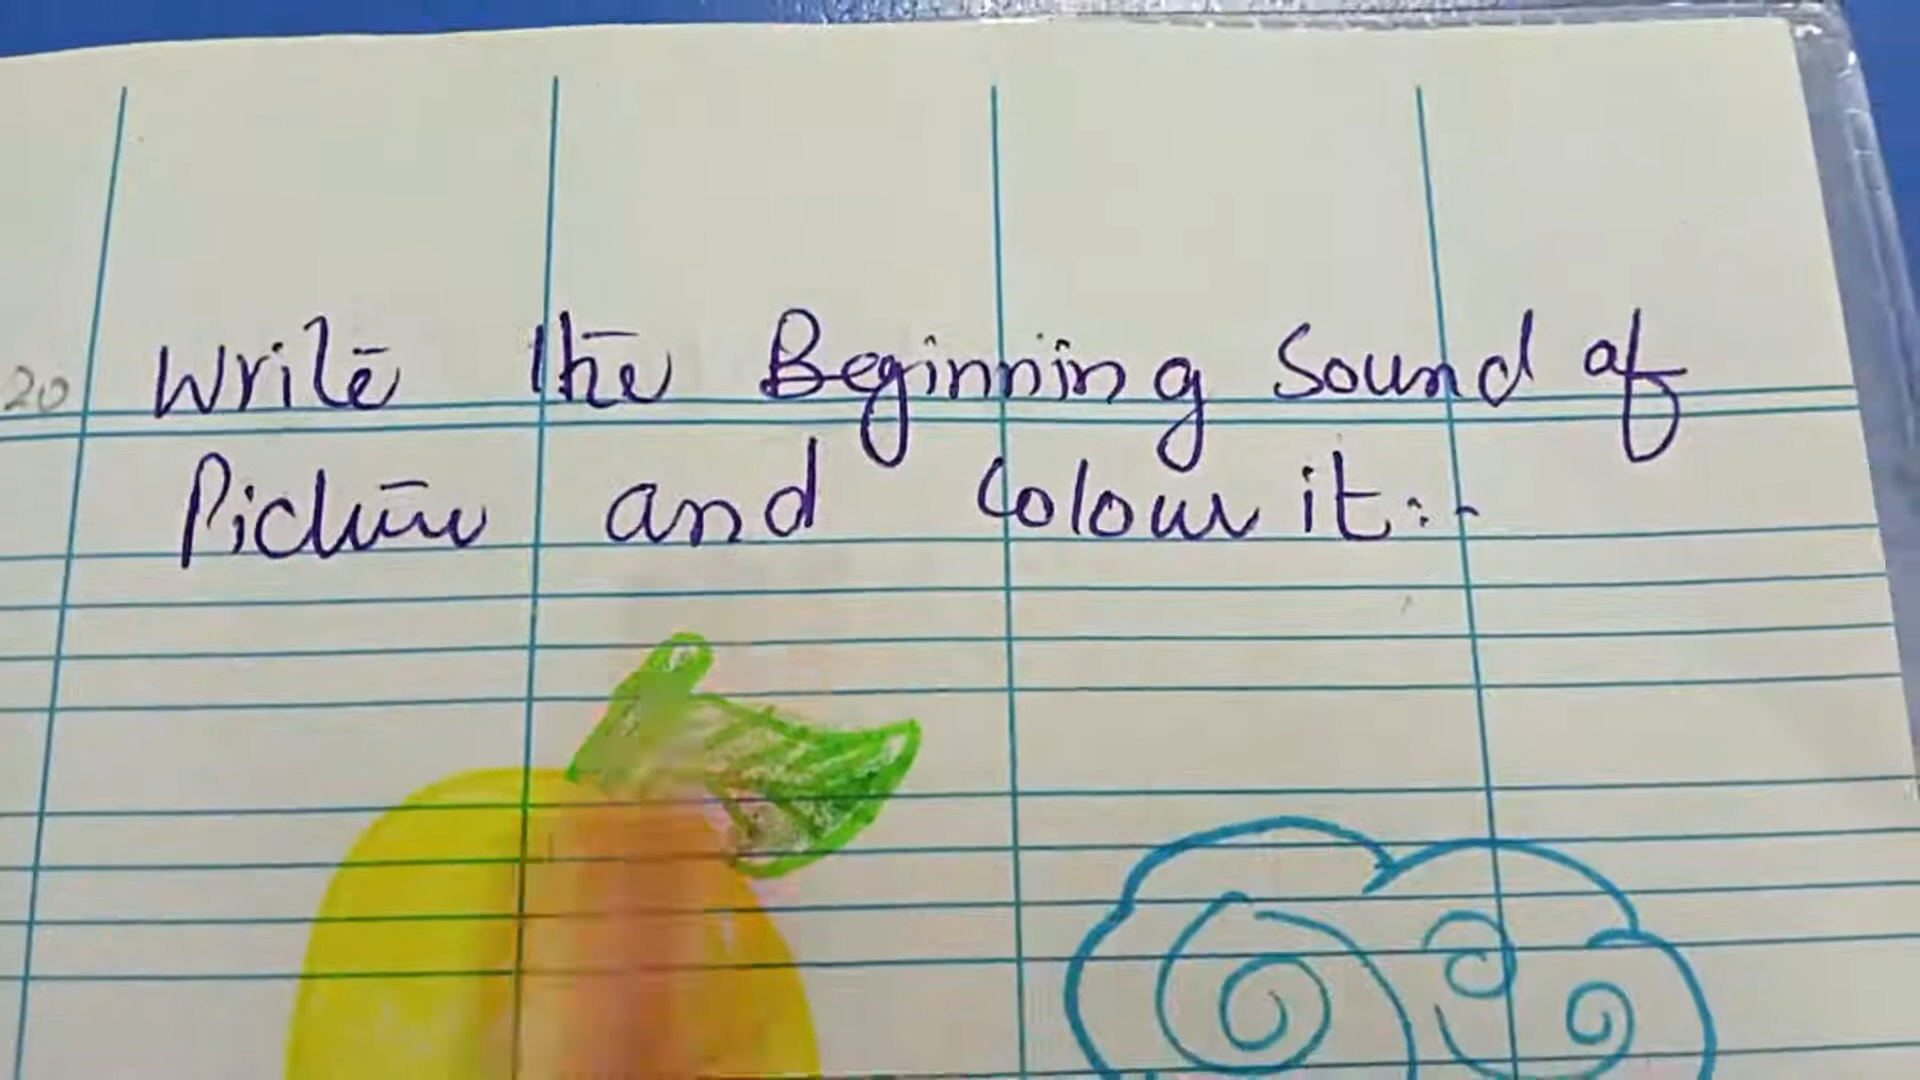 20 Write the Beginning Sound of
Picture and Colour it:-